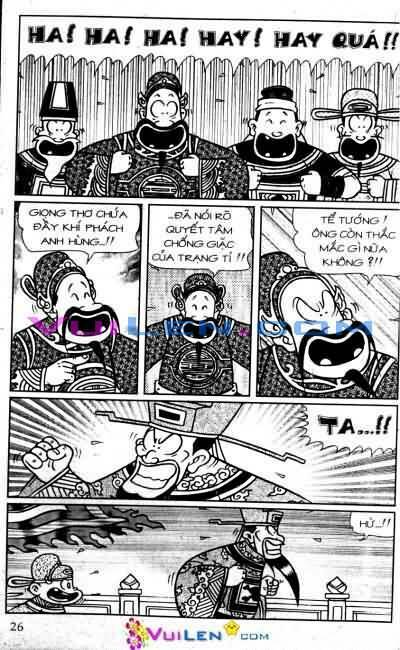 HA! HA! HA! HAY! HAY QUÁ!!
GIỌNG THƠ CHỨA
ĐẦY KHÍ PHÁCH
ANH HÙNG...!!
...ĐÃ NÓI RÕ
QUYẾT TÂM
CHỐNG GIẶC
CỦA TRẠNG TÍ !!
TỂ TƯỚNG !
ÔNG CÒN THẮC
MẮC GÌ NỮA
KHÔNG ?!!
VUILEN.COM
TA...!!
HỨ...!!
26
VUILEN COM